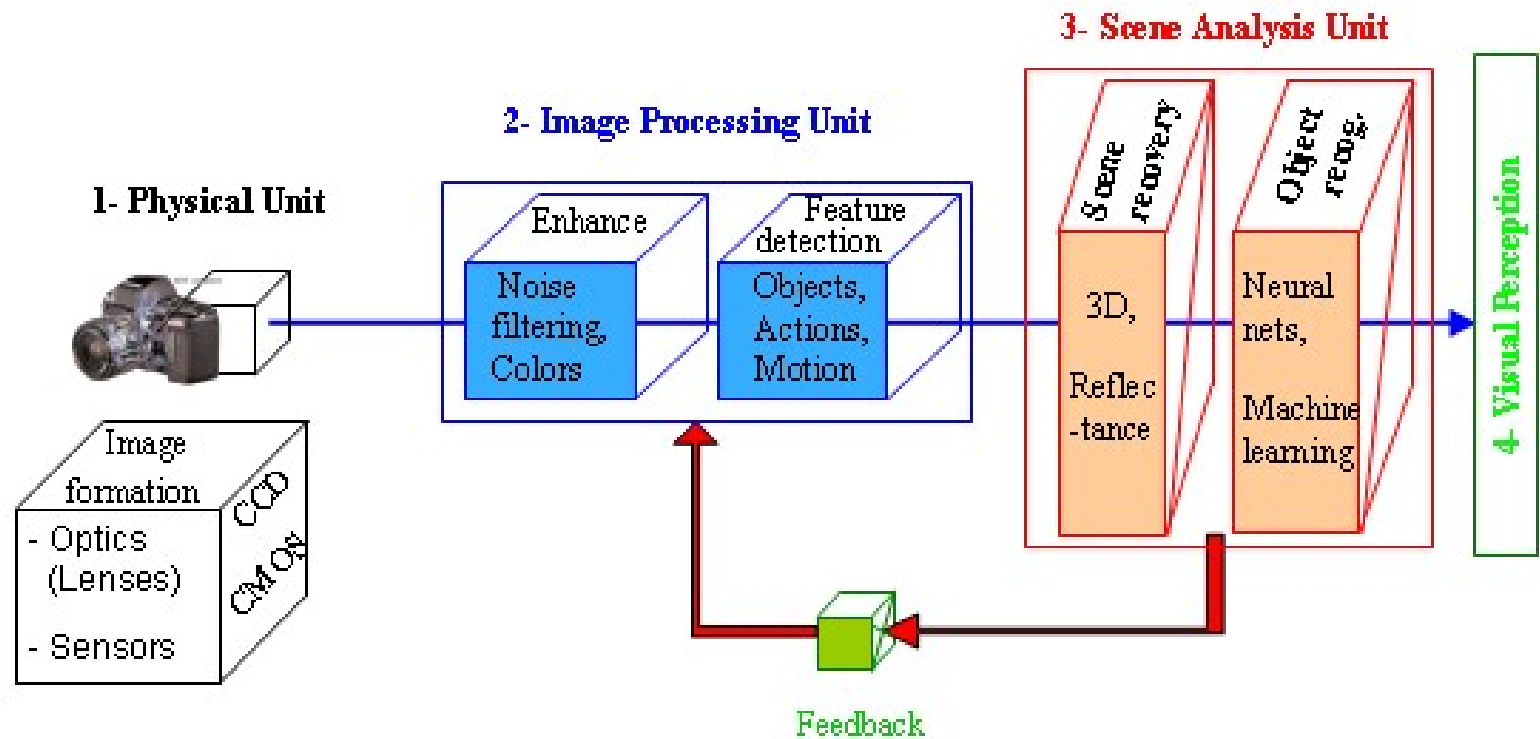 3- Scene Analysis Unit
2- Image Processing Unit
1- Physical Unit
Enhance
Noise
filtering,
Colors
Feature
detection
Objects,
Actions,
Motion
Scene
recovery
3D,
Reflec
-tance
Object
recog.
Neural
nets,
Machine
learning
4- Visual Perception
Image
formation
- Optics
(Lenses)
- Sensors
CCD
CMOS
Feedback